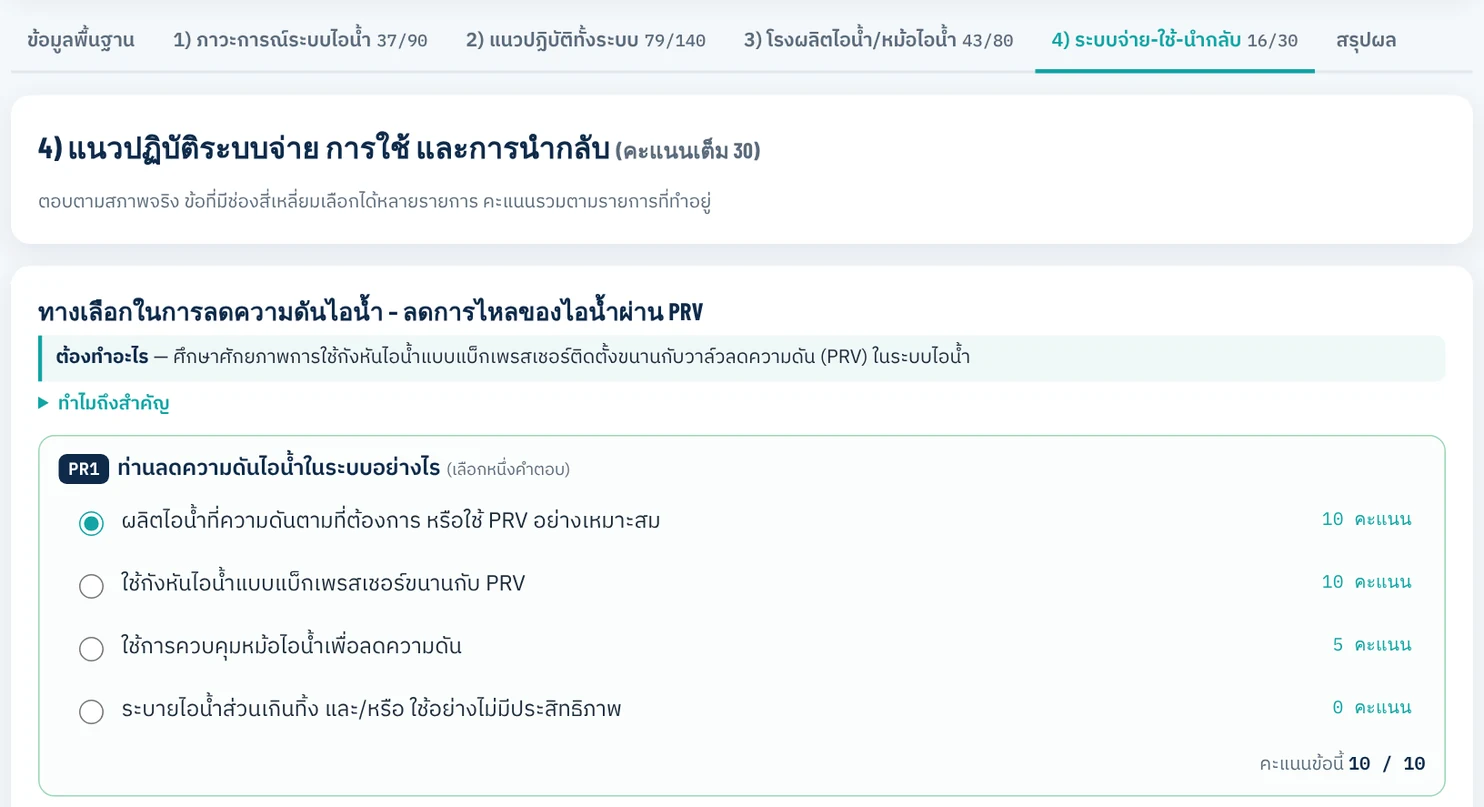 ข้อมูลพื้นฐาน 1) ภาวะการณ์ระบบไอน้ำ 37/90 2) แนวปฏิบัติทั้งระบบ 79/140 3) โรงผลิตไอน้ำ/หม้อไอน้ำ 43/80 4) ระบบจ่าย-ใช้-นำกลับ 16/30 สรุปผล
4) แนวปฏิบัติระบบจ่าย การใช้ และการนำกลับ (คะแนนเต็ม 30)
ตอบตามสภาพจริง ข้อที่มีช่องสี่เหลี่ยมเลือกได้หลายรายการ คะแนนรวมตามรายการที่ทำอยู่
ทางเลือกในการลดความดันไอน้ำ – ลดการไหลของไอน้ำผ่าน PRV
ต้องทำอะไร — ศึกษาศักยภาพการใช้กังหันไอน้ำแบบแบ็กเพรสเชอร์ติดตั้งขนานกับวาล์วลดความดัน (PRV) ในระบบไอน้ำ
ทำไมถึงสำคัญ
PR1 ท่านลดความดันไอน้ำในระบบอย่างไร (เลือกหนึ่งคำตอบ)
ผลิตไอน้ำที่ความดันตามที่ต้องการ หรือใช้ PRV อย่างเหมาะสม 10 คะแนน
ใช้กังหันไอน้ำแบบแบ็กเพรสเชอร์ขนานกับ PRV 10 คะแนน
ใช้การควบคุมหม้อไอน้ำเพื่อลดความดัน 5 คะแนน
ระบายไอน้ำส่วนเกินทิ้ง และ/หรือ ใช้อย่างไม่มีประสิทธิภาพ 0 คะแนน
คะแนนข้อนี้ 10 / 10